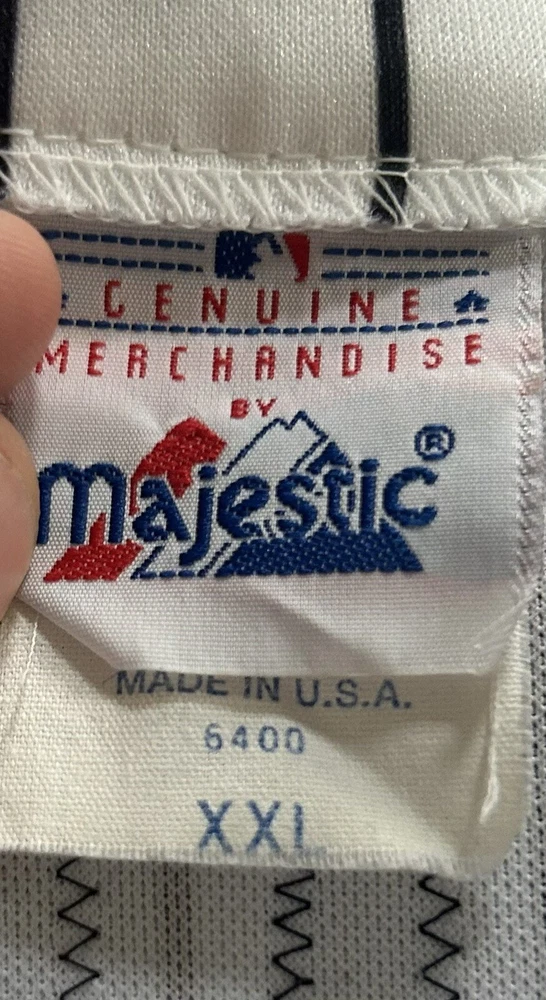 GENUINE
MERCHANDISE
BY
majestic®
MADE IN U.S.A.
6400
XXL